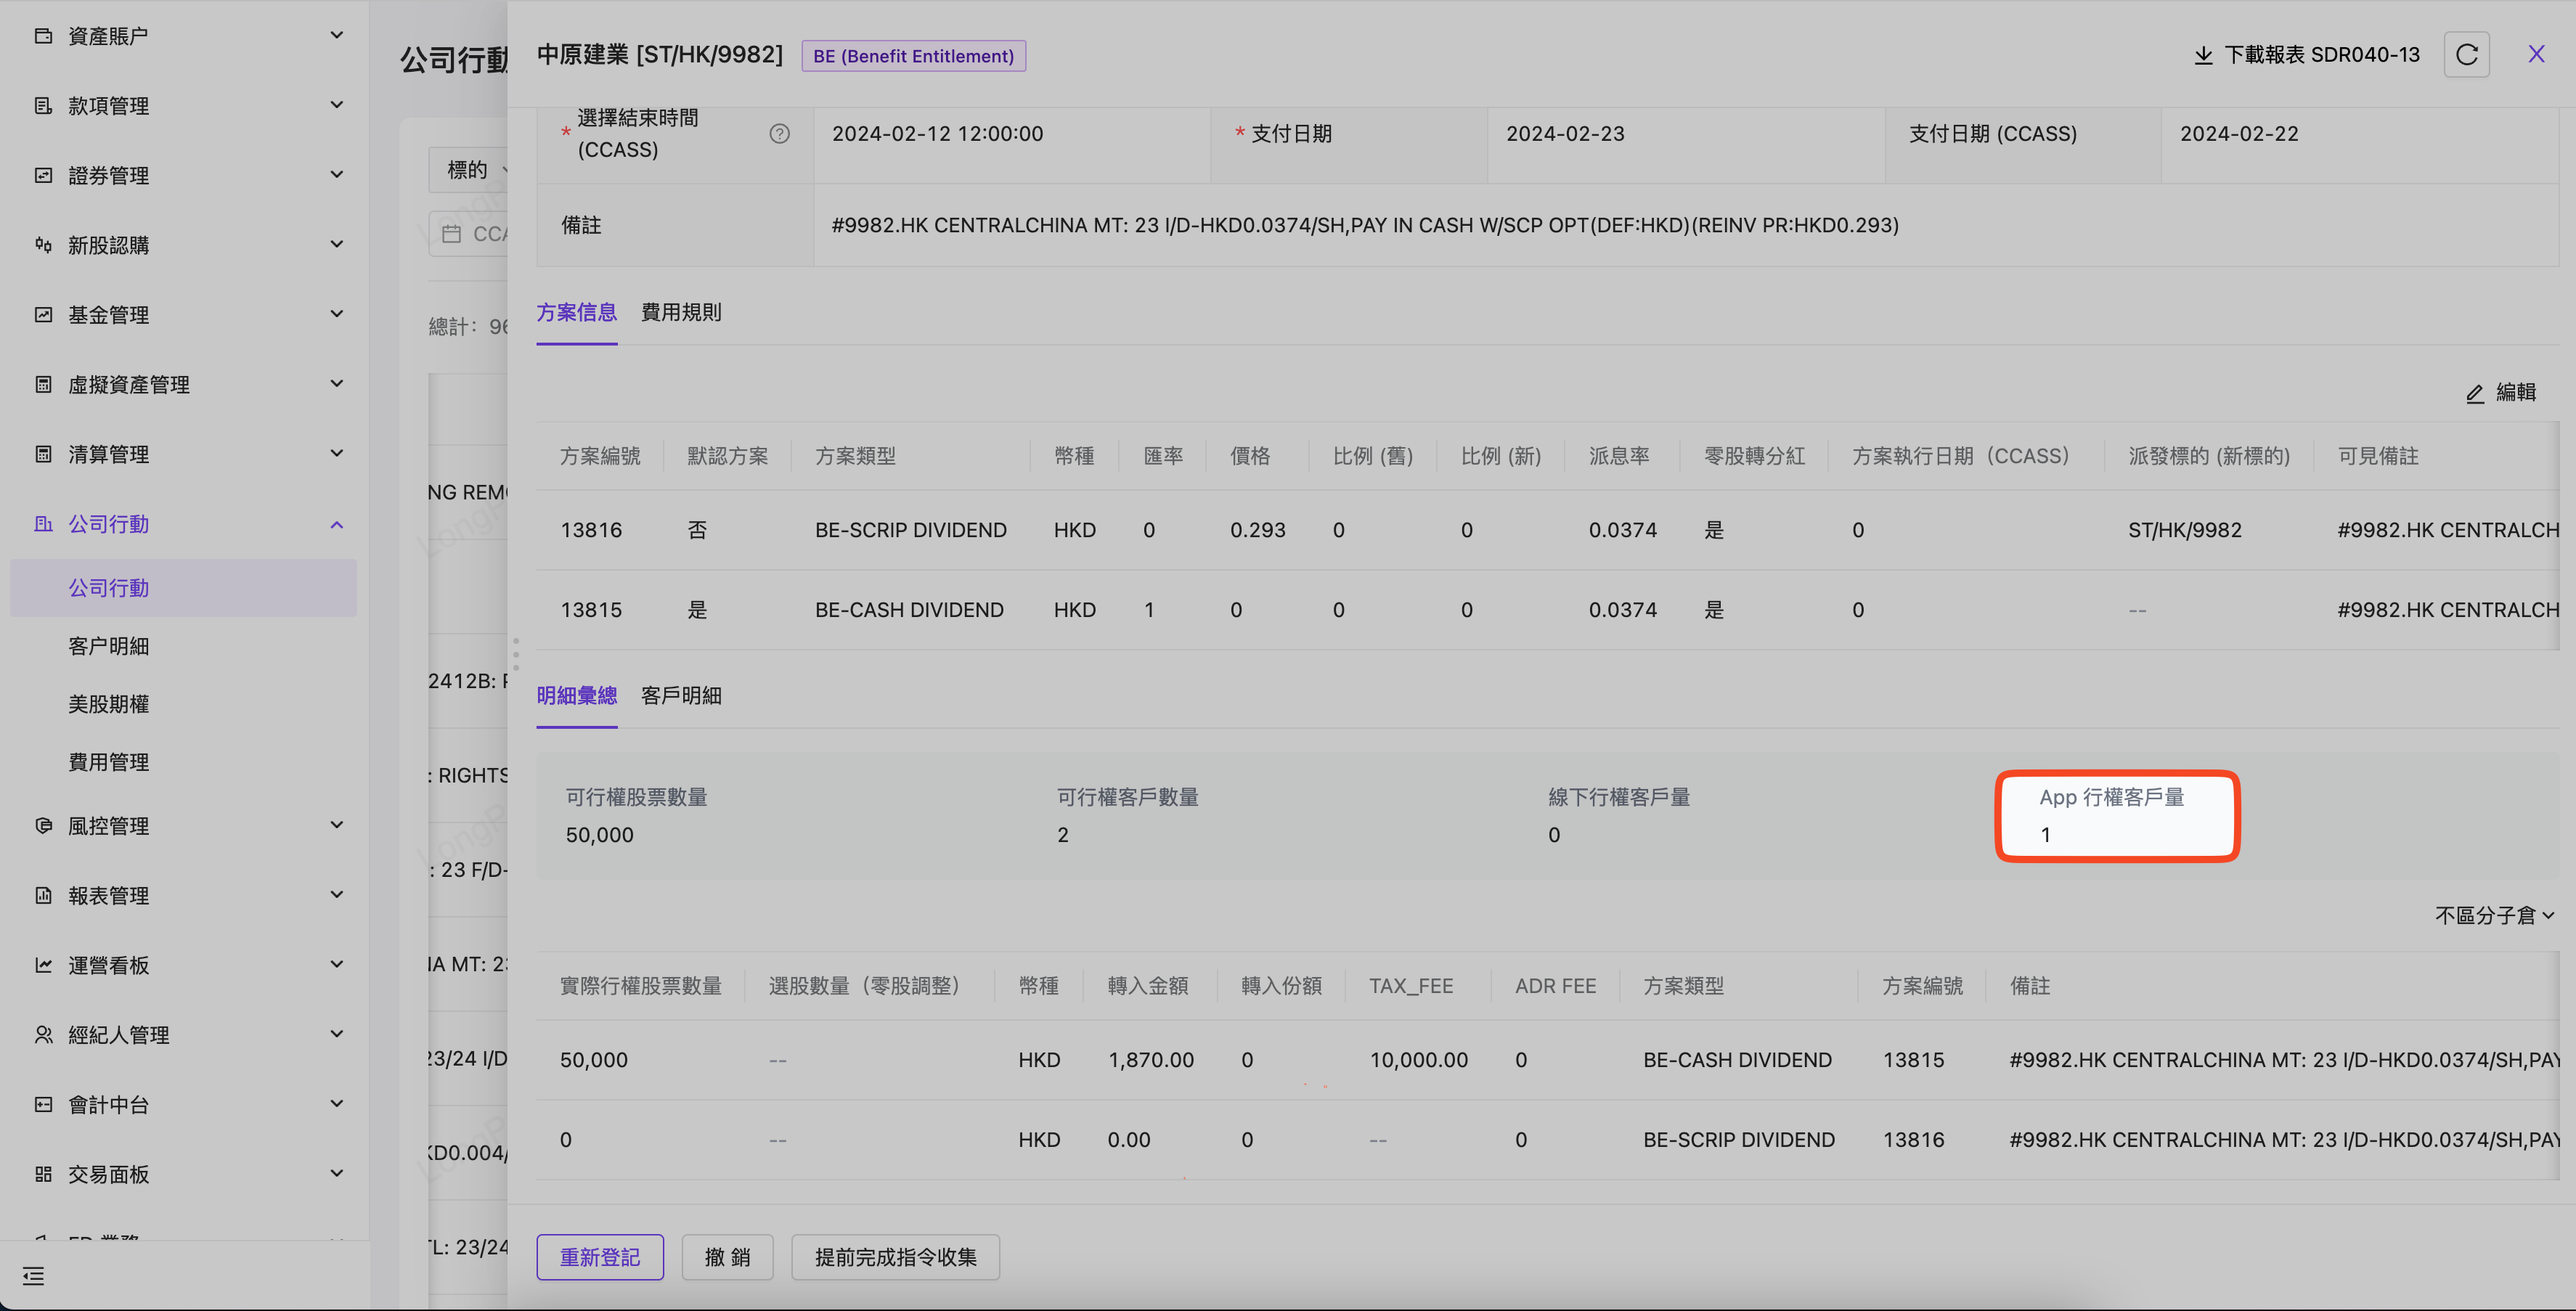 資產賬户
款項管理
證券管理
新股認購
基金管理
虛擬資產管理
清算管理
公司行動
公司行動
客户明細
美股期權
費用管理
風控管理
報表管理
運營看板
經紀人管理
會計中台
交易面板
公司行動
標的
CCA
總計：96
NG REM
2412B: F
: RIGHTS
: 23 F/D-
IA MT: 23
23/24 I/D
KD0.004/
TL: 23/24
中原建業 [ST/HK/9982] BE (Benefit Entitlement) 下載報表 SDR040-13
* 選擇結束時間 (CCASS) 2024-02-12 12:00:00 * 支付日期 2024-02-23 支付日期 (CCASS) 2024-02-22
備註 #9982.HK CENTRALCHINA MT: 23 I/D-HKD0.0374/SH,PAY IN CASH W/SCP OPT(DEF:HKD)(REINV PR:HKD0.293)
方案信息 費用規則
編輯
方案編號 默認方案 方案類型 幣種 匯率 價格 比例 (舊) 比例 (新) 派息率 零股轉分紅 方案執行日期（CCASS） 派發標的 (新標的) 可見備註
13816 否 BE-SCRIP DIVIDEND HKD 0 0.293 0 0 0.0374 是 0 ST/HK/9982 #9982.HK CENTRALCH
13815 是 BE-CASH DIVIDEND HKD 1 0 0 0 0.0374 是 0 -- #9982.HK CENTRALCH
明細彙總 客戶明細
可行權股票數量 可行權客戶數量 線下行權客戶量 App 行權客戶量
50,000 2 0 1
不區分子倉
實際行權股票數量 選股數量（零股調整） 幣種 轉入金額 轉入份額 TAX_FEE ADR FEE 方案類型 方案編號 備註
50,000 -- HKD 1,870.00 0 10,000.00 0 BE-CASH DIVIDEND 13815 #9982.HK CENTRALCHINA MT: 23 I/D-HKD0.0374/SH,PAY
0 -- HKD 0.00 0 -- 0 BE-SCRIP DIVIDEND 13816 #9982.HK CENTRALCHINA MT: 23 I/D-HKD0.0374/SH,PAY
重新登記 撤 銷 提前完成指令收集